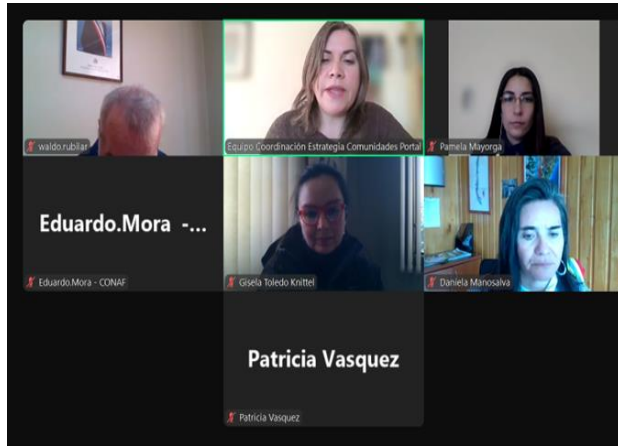 waldo.rubilar
Equipo Coordinación Estrategia Comunidades Portal
Pamela Mayorga
Eduardo.Mora -...
Eduardo.Mora - CONAF
Gisela Toledo Knittel
Daniela Manosalva
Patricia Vasquez
Patricia Vasquez